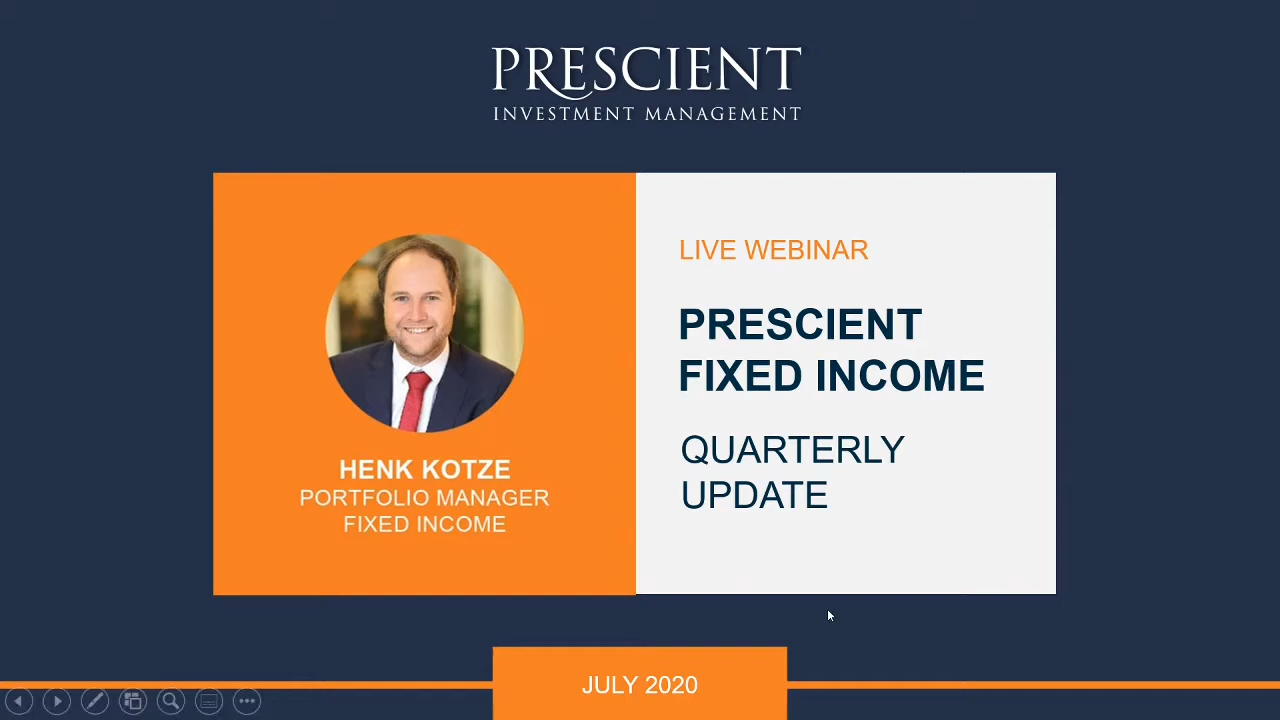 PRESCIENT
INVESTMENT MANAGEMENT
HENK KOTZE
PORTFOLIO MANAGER
FIXED INCOME
LIVE WEBINAR
PRESCIENT
FIXED INCOME
QUARTERLY
UPDATE
JULY 2020